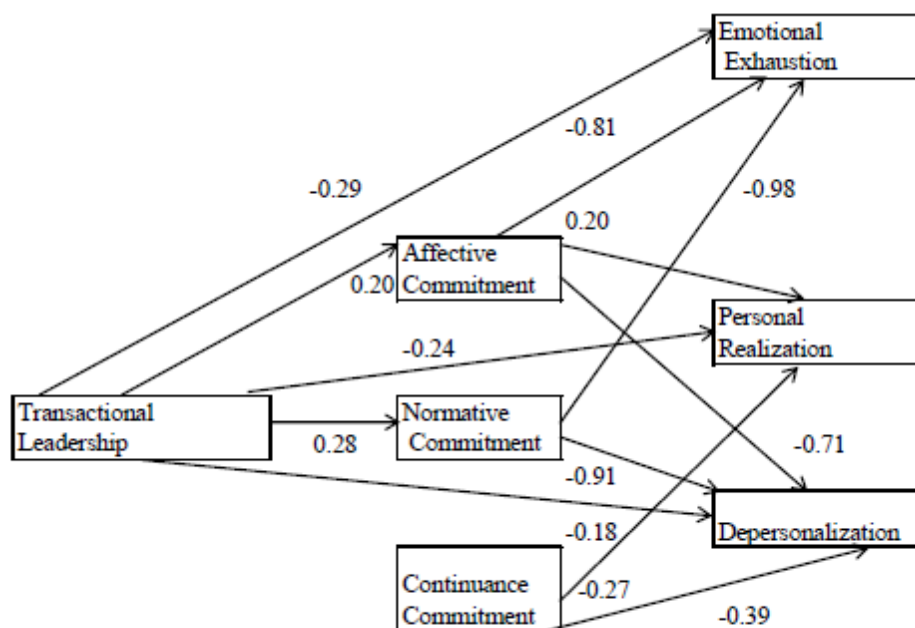 Emotional
Exhaustion
-0.81
-0.29
-0.98
0.20
Affective
Commitment
0.20
Personal
Realization
-0.24
Transactional
Leadership
Normative
Commitment
0.28
-0.71
-0.91
-0.18
Depersonalization
Continuance
Commitment
-0.27
-0.39